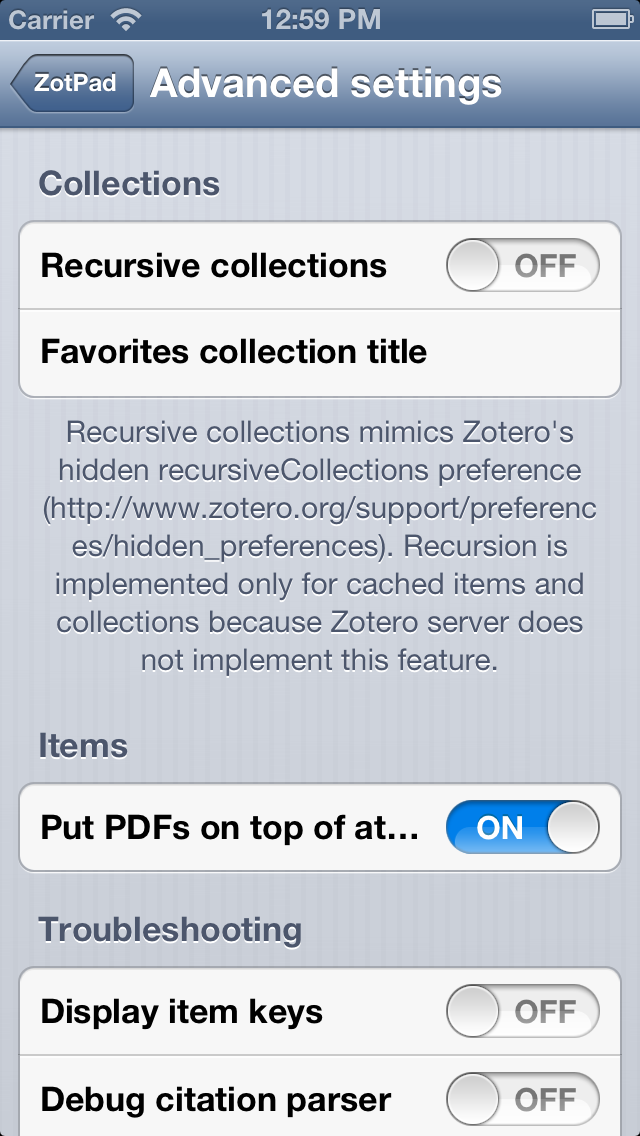 Carrier 12:59 PM
ZotPad Advanced settings
Collections
Recursive collections OFF
Favorites collection title
Recursive collections mimics Zotero's
hidden recursiveCollections preference
(http://www.zotero.org/support/preferenc
es/hidden_preferences). Recursion is
implemented only for cached items and
collections because Zotero server does
not implement this feature.
Items
Put PDFs on top of at... ON
Troubleshooting
Display item keys OFF
Debug citation parser OFF